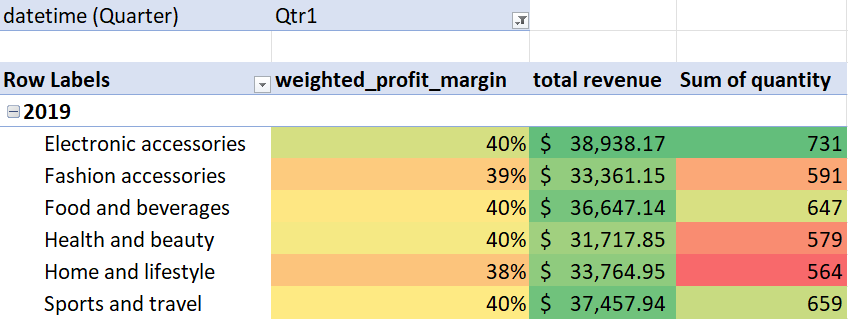 datetime (Quarter) Qtr1
Row Labels weighted_profit_margin total revenue Sum of quantity
2019
Electronic accessories 40% $ 38,938.17 731
Fashion accessories 39% $ 33,361.15 591
Food and beverages 40% $ 36,647.14 647
Health and beauty 40% $ 31,717.85 579
Home and lifestyle 38% $ 33,764.95 564
Sports and travel 40% $ 37,457.94 659